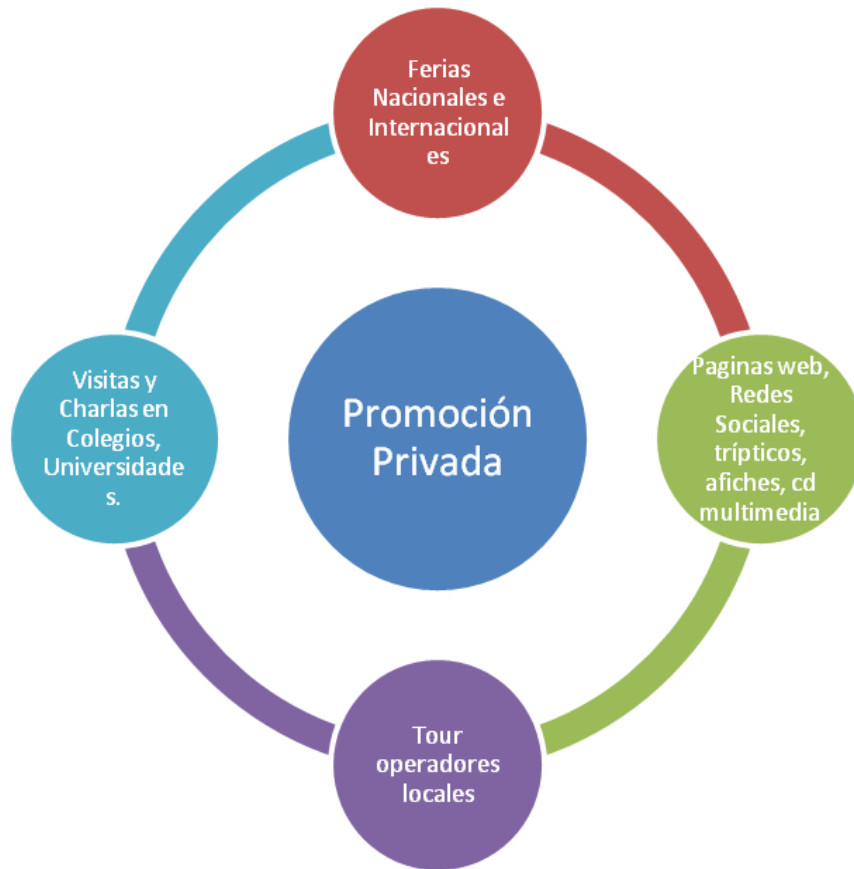 Ferias
Nacionales e
Internacional
es
Visitas y
Charlas en
Colegios,
Universidade
s.
Promoción
Privada
Paginas web,
Redes
Sociales,
trípticos,
afiches, cd
multimedia
Tour
operadores
locales